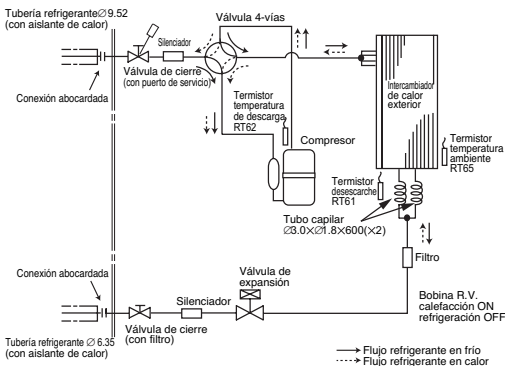 Tubería refrigerante∅9.52
(con aislante de calor)
Silenciador
Válvula 4-vías
Válvula de cierre
(con puerto de servicio)
Conexión abocardada
Termistor
temperatura
de descarga
RT62
Compresor
Intercambiador
de calor
exterior
Termistor
temperatura
ambiente
RT65
Termistor
desescarche
RT61
Tubo capilar
∅3.0×∅1.8×600(×2)
Filtro
Conexión abocardada
Válvula de
expansión
Silenciador
Bobina R.V.
calefacción ON
refrigeración OFF
Válvula de cierre
(con filtro)
Tubería refrigerante ∅ 6.35
(con aislante de calor)
Flujo refrigerante en frío
Flujo refrigerante en calor